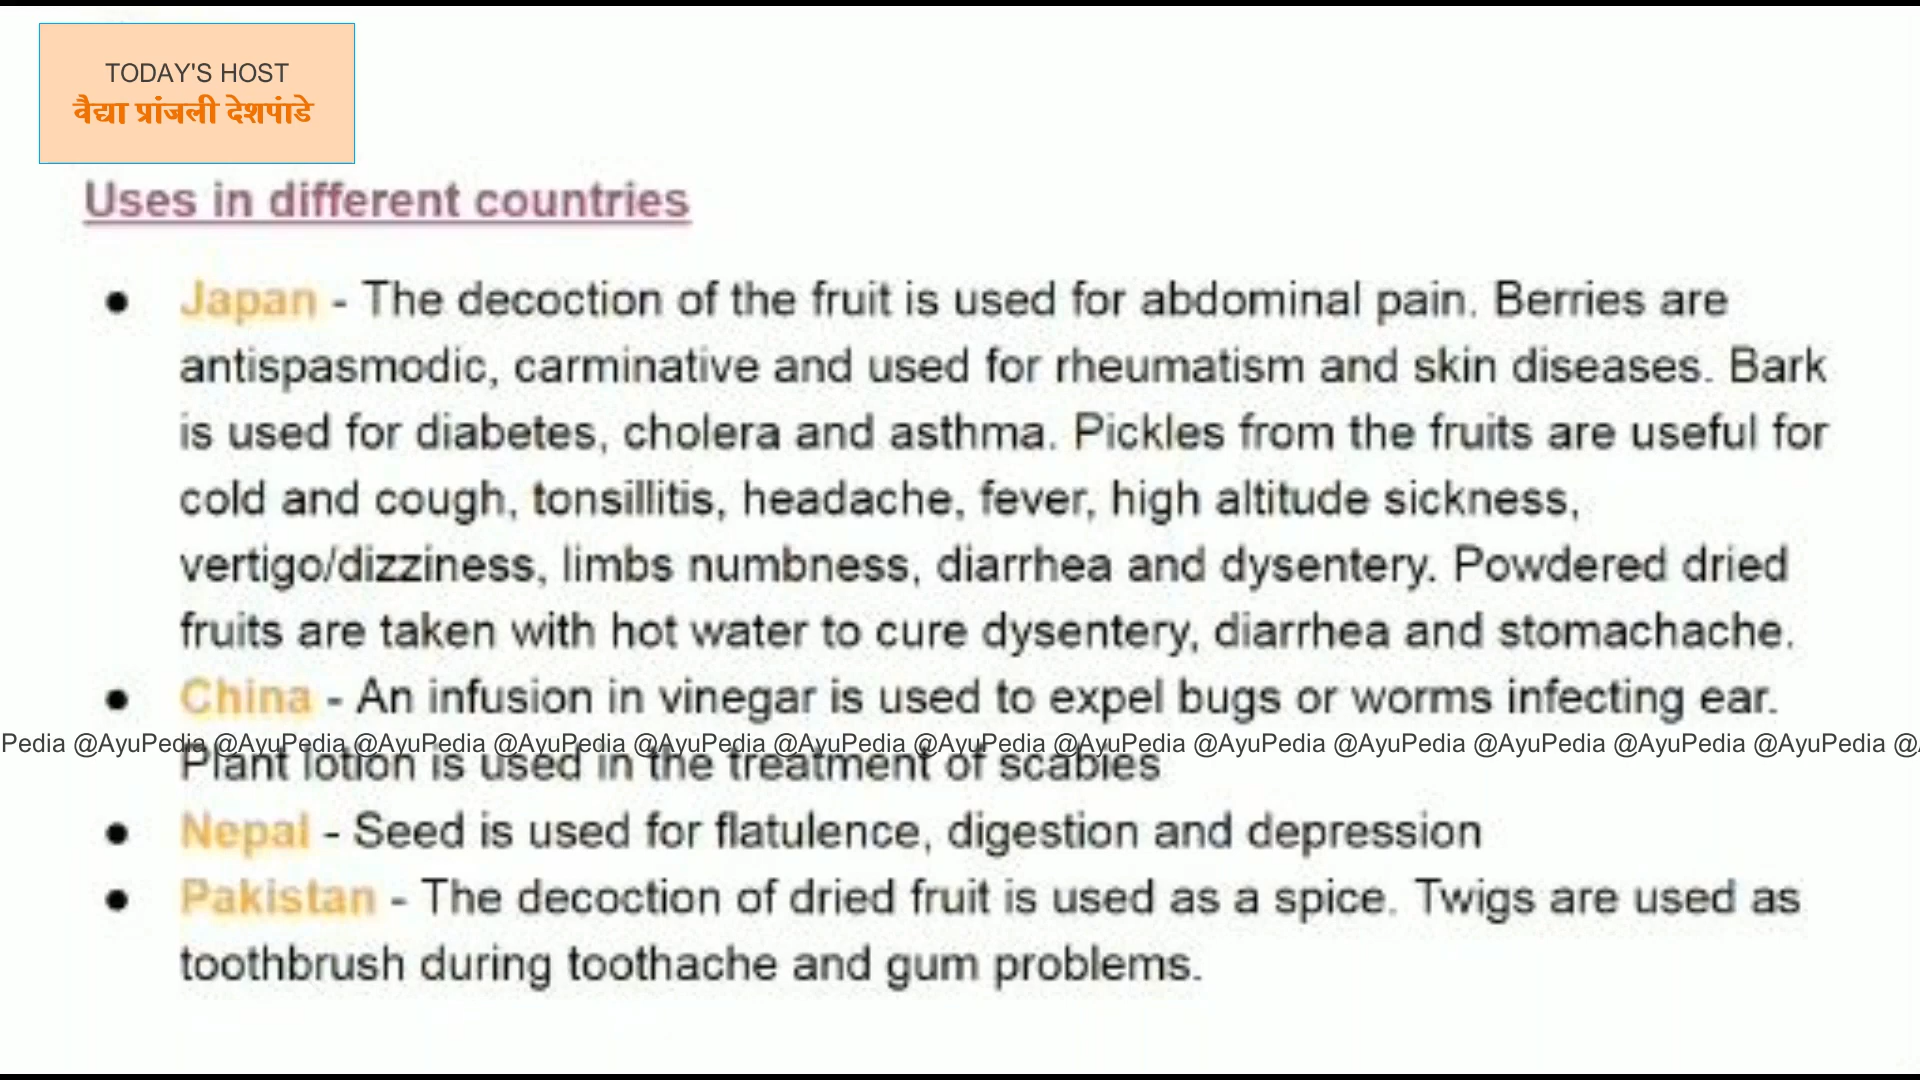 TODAY'S HOST
वैद्या प्रांजली देशपांडे
Uses in different countries
● Japan - The decoction of the fruit is used for abdominal pain. Berries are
antispasmodic, carminative and used for rheumatism and skin diseases. Bark
is used for diabetes, cholera and asthma. Pickles from the fruits are useful for
cold and cough, tonsillitis, headache, fever, high altitude sickness,
vertigo/dizziness, limbs numbness, diarrhea and dysentery. Powdered dried
fruits are taken with hot water to cure dysentery, diarrhea and stomachache.
● China - An infusion in vinegar is used to expel bugs or worms infecting ear.
Pedia @AyuPedia @AyuPedia @AyuPedia @AyuPedia @AyuPedia @AyuPedia @AyuPedia @AyuPedia @AyuPedia @AyuPedia @AyuPedia @AyuPedia @AyuPedia @
Plant lotion is used in the treatment of scabies
● Nepal - Seed is used for flatulence, digestion and depression
● Pakistan - The decoction of dried fruit is used as a spice. Twigs are used as
toothbrush during toothache and gum problems.